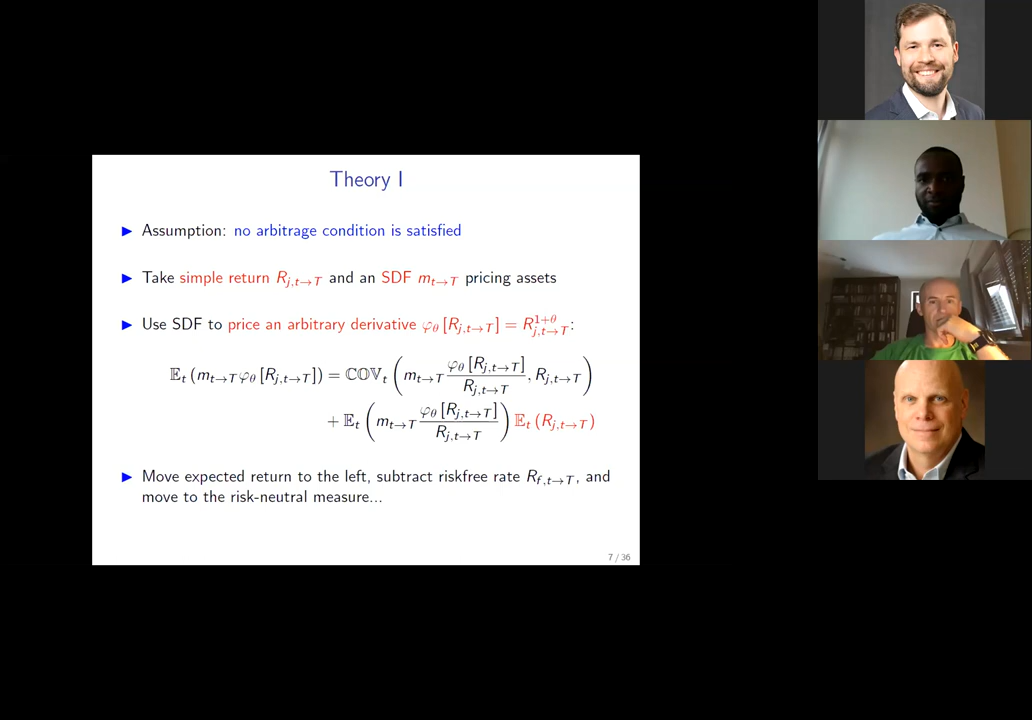 Theory I
▶ Assumption: no arbitrage condition is satisfied
▶ Take simple return R_{j,t→T} and an SDF m_{t→T} pricing assets
▶ Use SDF to price an arbitrary derivative φ_θ [R_{j,t→T}] = R^{1+θ}_{j,t→T}:
𝔼_t (m_{t→T} φ_θ [R_{j,t→T}]) = ℂ𝕆𝕍_t (m_{t→T} φ_θ [R_{j,t→T}] / R_{j,t→T}, R_{j,t→T})
+ 𝔼_t (m_{t→T} φ_θ [R_{j,t→T}] / R_{j,t→T}) 𝔼_t (R_{j,t→T})
▶ Move expected return to the left, subtract riskfree rate R_{f,t→T}, and
move to the risk-neutral measure...
7 / 36